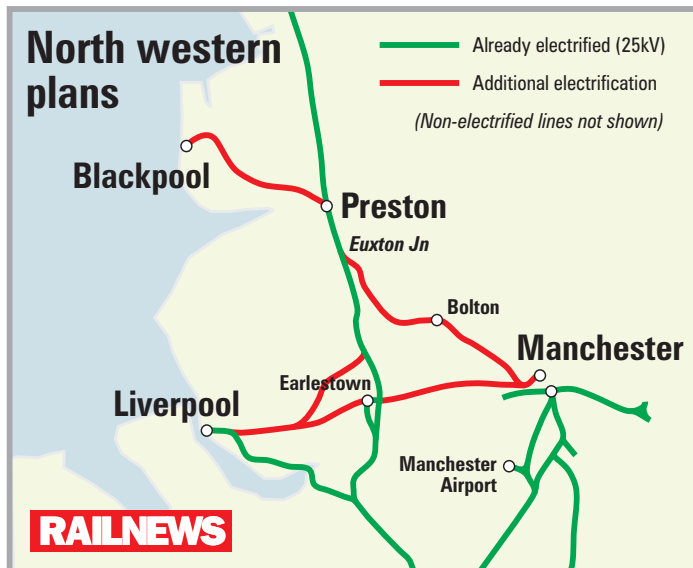 North western
plans
Already electrified (25kV)
Additional electrification
(Non-electrified lines not shown)
Blackpool
Preston
Euxton Jn
Bolton
Manchester
Earlestown
Liverpool
Manchester
Airport
RAILNEWS